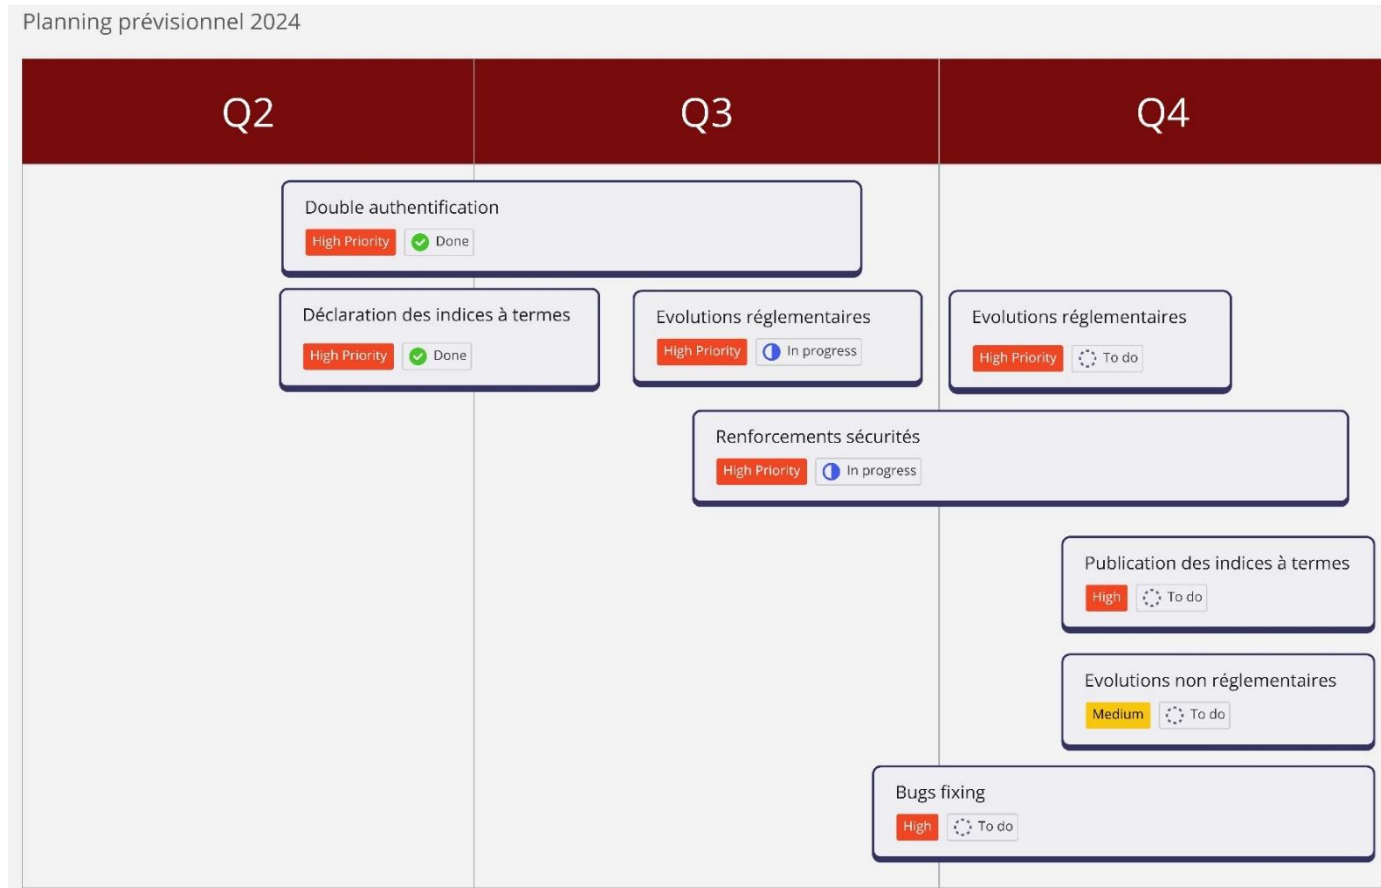 Planning prévisionnel 2024
Q2 Q3 Q4
Double authentification
High Priority Done
Déclaration des indices à termes
High Priority Done
Evolutions réglementaires
High Priority In progress
Evolutions réglementaires
High Priority To do
Renforcements sécurités
High Priority In progress
Publication des indices à termes
High To do
Evolutions non réglementaires
Medium To do
Bugs fixing
High To do